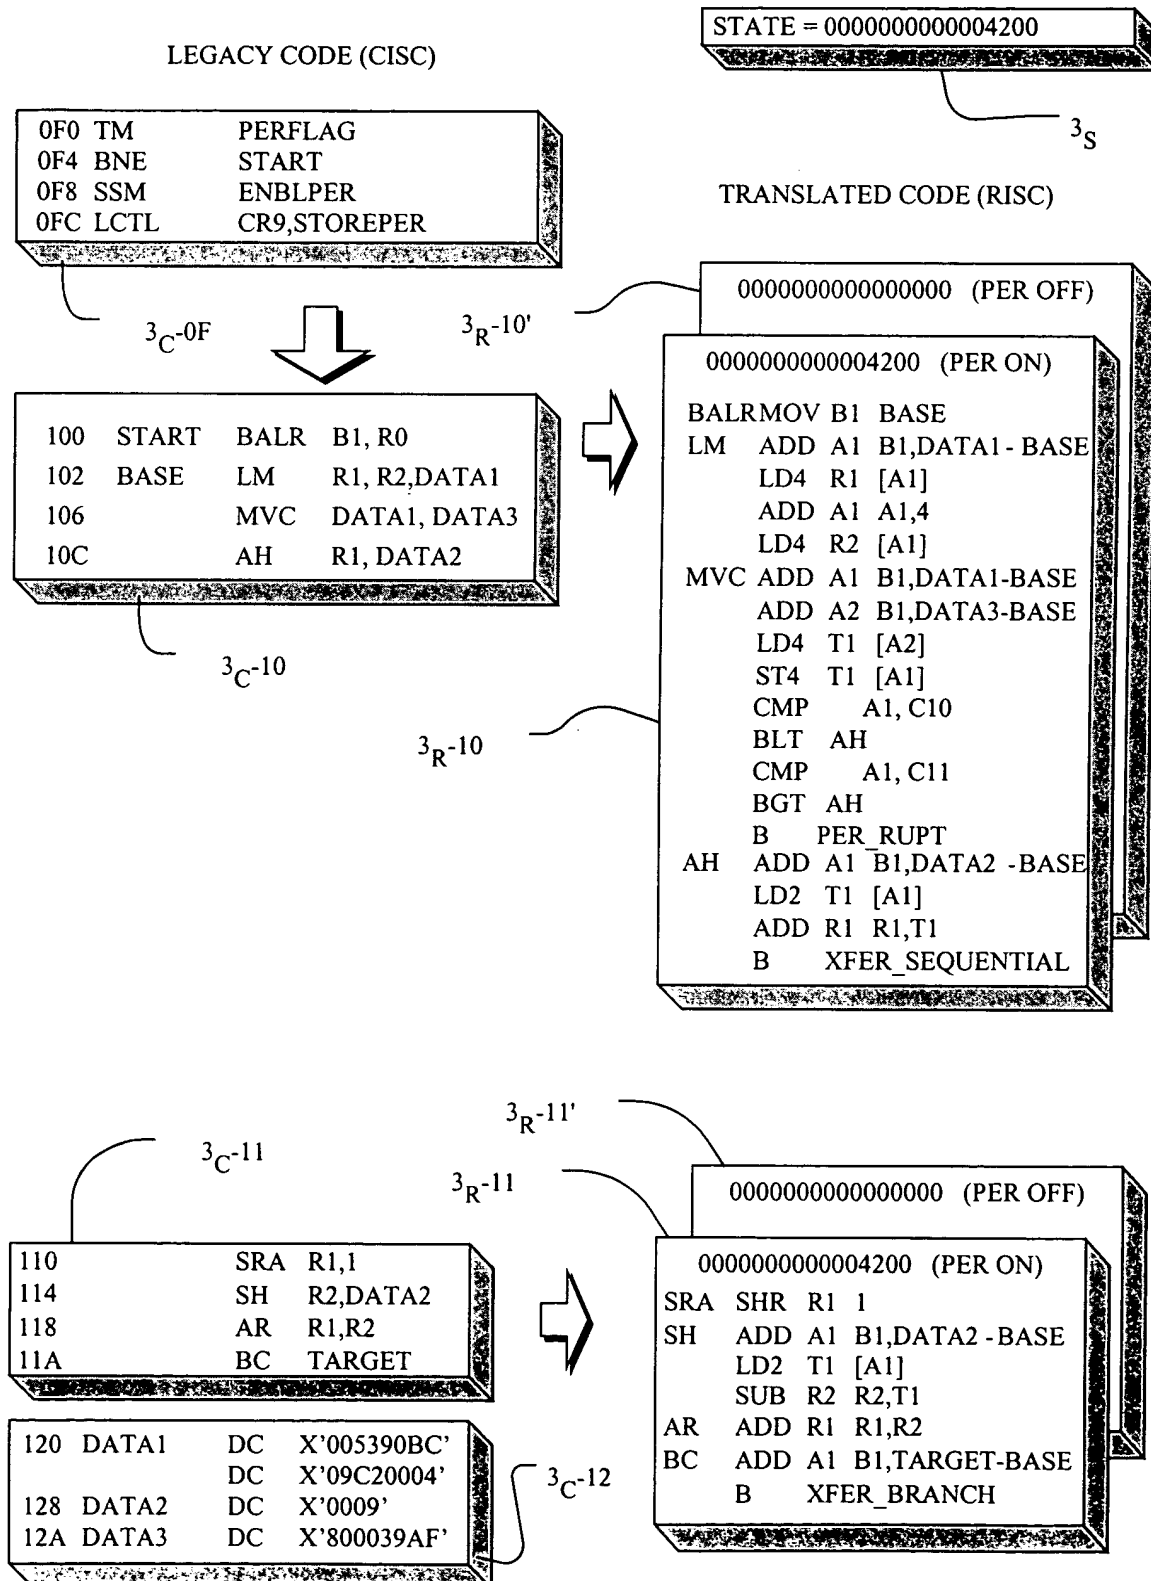 STATE = 0000000000004200
3S
LEGACY CODE (CISC)
0F0 TM PERFLAG
0F4 BNE START
0F8 SSM ENBLPER
0FC LCTL CR9,STOREPER
3C-0F
100 START BALR B1, R0
102 BASE LM R1, R2,DATA1
106 MVC DATA1, DATA3
10C AH R1, DATA2
3C-10
TRANSLATED CODE (RISC)
3R-10'
0000000000000000 (PER OFF)
3R-10
0000000000004200 (PER ON)
BALRMOV B1 BASE
LM ADD A1 B1,DATA1 - BASE
LD4 R1 [A1]
ADD A1 A1,4
LD4 R2 [A1]
MVC ADD A1 B1,DATA1-BASE
ADD A2 B1,DATA3-BASE
LD4 T1 [A2]
ST4 T1 [A1]
CMP A1, C10
BLT AH
CMP A1, C11
BGT AH
B PER_RUPT
AH ADD A1 B1,DATA2 -BASE
LD2 T1 [A1]
ADD R1 R1,T1
B XFER_SEQUENTIAL
3C-11
110 SRA R1,1
114 SH R2,DATA2
118 AR R1,R2
11A BC TARGET
120 DATA1 DC X'005390BC'
DC X'09C20004'
128 DATA2 DC X'0009'
12A DATA3 DC X'800039AF'
3C-12
3R-11'
0000000000000000 (PER OFF)
3R-11
0000000000004200 (PER ON)
SRA SHR R1 1
SH ADD A1 B1,DATA2 -BASE
LD2 T1 [A1]
SUB R2 R2,T1
AR ADD R1 R1,R2
BC ADD A1 B1,TARGET-BASE
B XFER_BRANCH